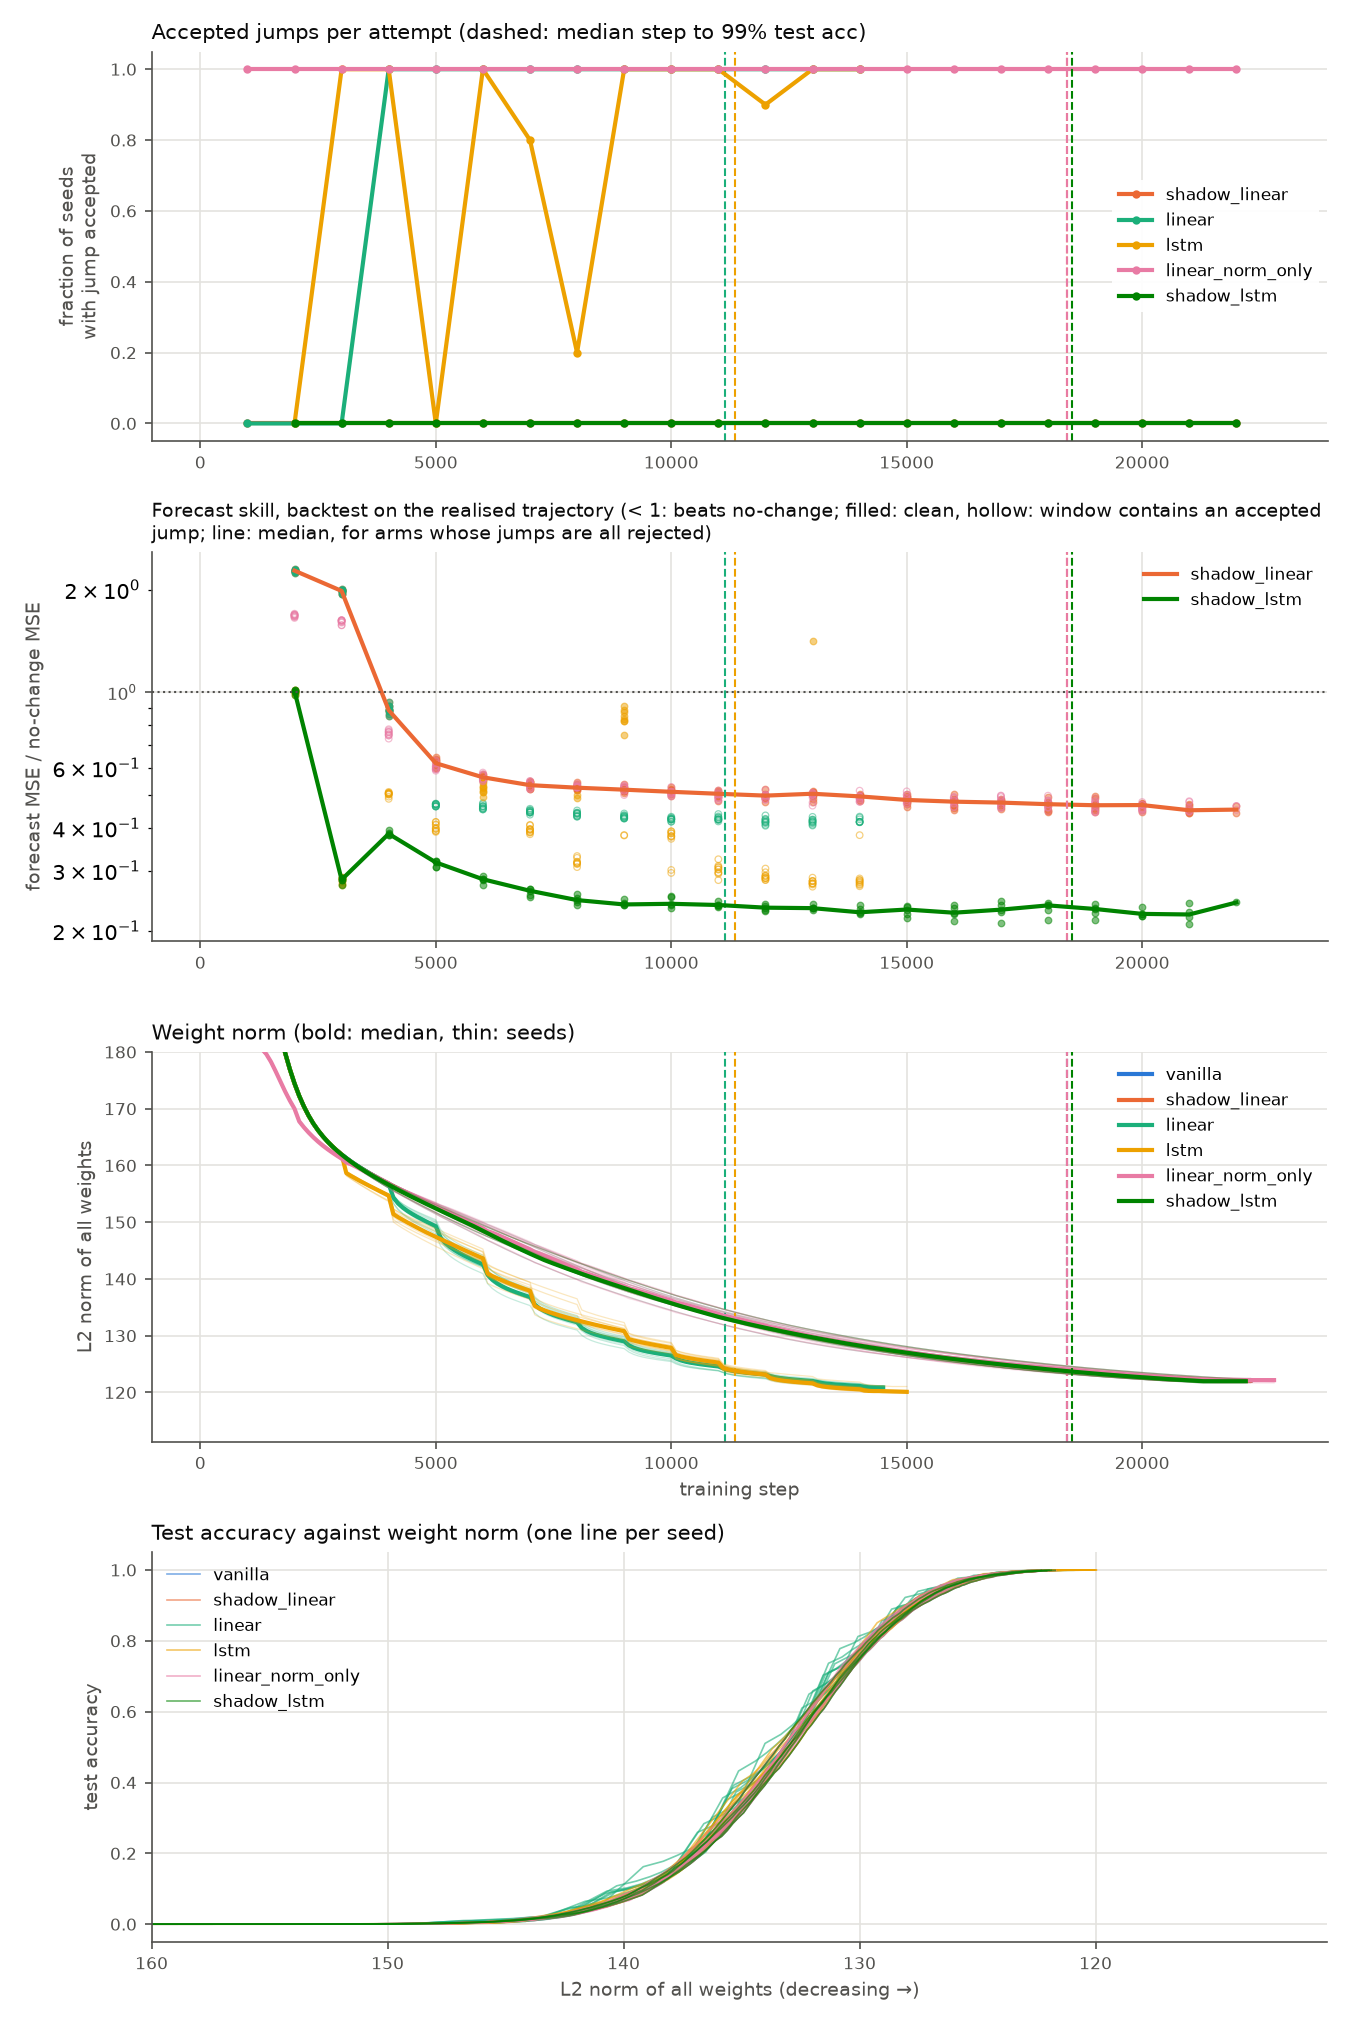 Accepted jumps per attempt (dashed: median step to 99% test acc)
fraction of seeds
with jump accepted
1.0
0.8
0.6
0.4
0.2
0.0
0 5000 10000 15000 20000
shadow_linear
linear
lstm
linear_norm_only
shadow_lstm
Forecast skill, backtest on the realised trajectory (< 1: beats no-change; filled: clean, hollow: window contains an accepted
jump; line: median, for arms whose jumps are all rejected)
forecast MSE / no-change MSE
2 × 10⁰
10⁰
6 × 10⁻¹
4 × 10⁻¹
3 × 10⁻¹
2 × 10⁻¹
0 5000 10000 15000 20000
shadow_linear
shadow_lstm
Weight norm (bold: median, thin: seeds)
L2 norm of all weights
180
170
160
150
140
130
120
0 5000 10000 15000 20000
training step
vanilla
shadow_linear
linear
lstm
linear_norm_only
shadow_lstm
Test accuracy against weight norm (one line per seed)
test accuracy
1.0
0.8
0.6
0.4
0.2
0.0
160 150 140 130 120
L2 norm of all weights (decreasing →)
vanilla
shadow_linear
linear
lstm
linear_norm_only
shadow_lstm